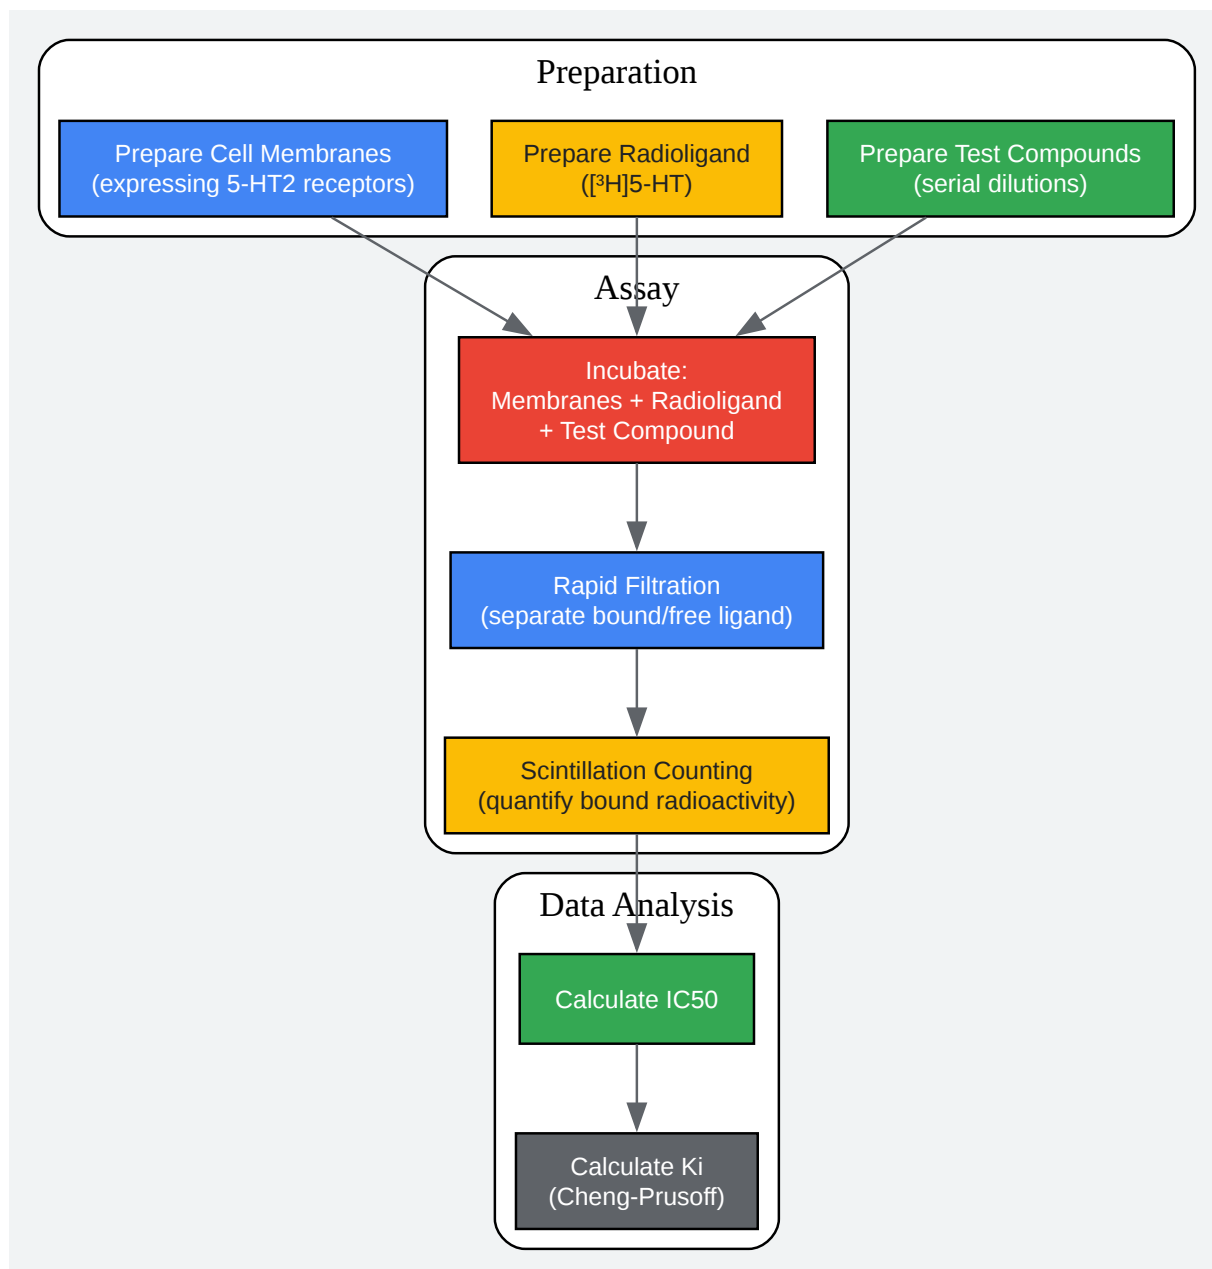 Preparation
Prepare Cell Membranes
(expressing 5-HT2 receptors)
Prepare Radioligand
([³H]5-HT)
Prepare Test Compounds
(serial dilutions)
Assay
Incubate:
Membranes + Radioligand
+ Test Compound
Rapid Filtration
(separate bound/free ligand)
Scintillation Counting
(quantify bound radioactivity)
Data Analysis
Calculate IC50
Calculate Ki
(Cheng-Prusoff)